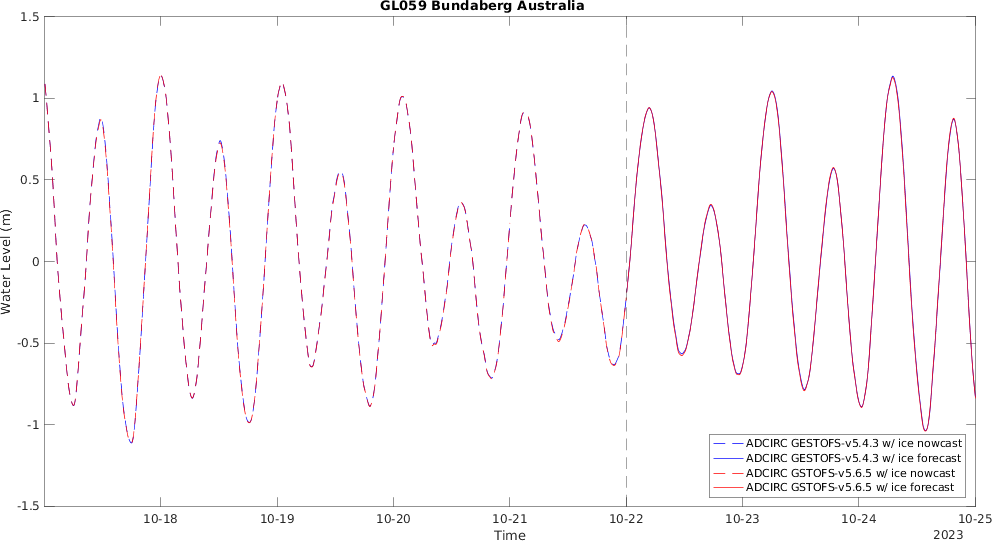 GL059 Bundaberg Australia
1.5
1
0.5
0
-0.5
-1
-1.5
Water Level (m)
10-18
10-19
10-20
10-21
10-22
10-23
10-24
10-25
Time
2023
ADCIRC GESTOFS-v5.4.3 w/ ice nowcast
ADCIRC GESTOFS-v5.4.3 w/ ice forecast
ADCIRC GSTOFS-v5.6.5 w/ ice nowcast
ADCIRC GSTOFS-v5.6.5 w/ ice forecast